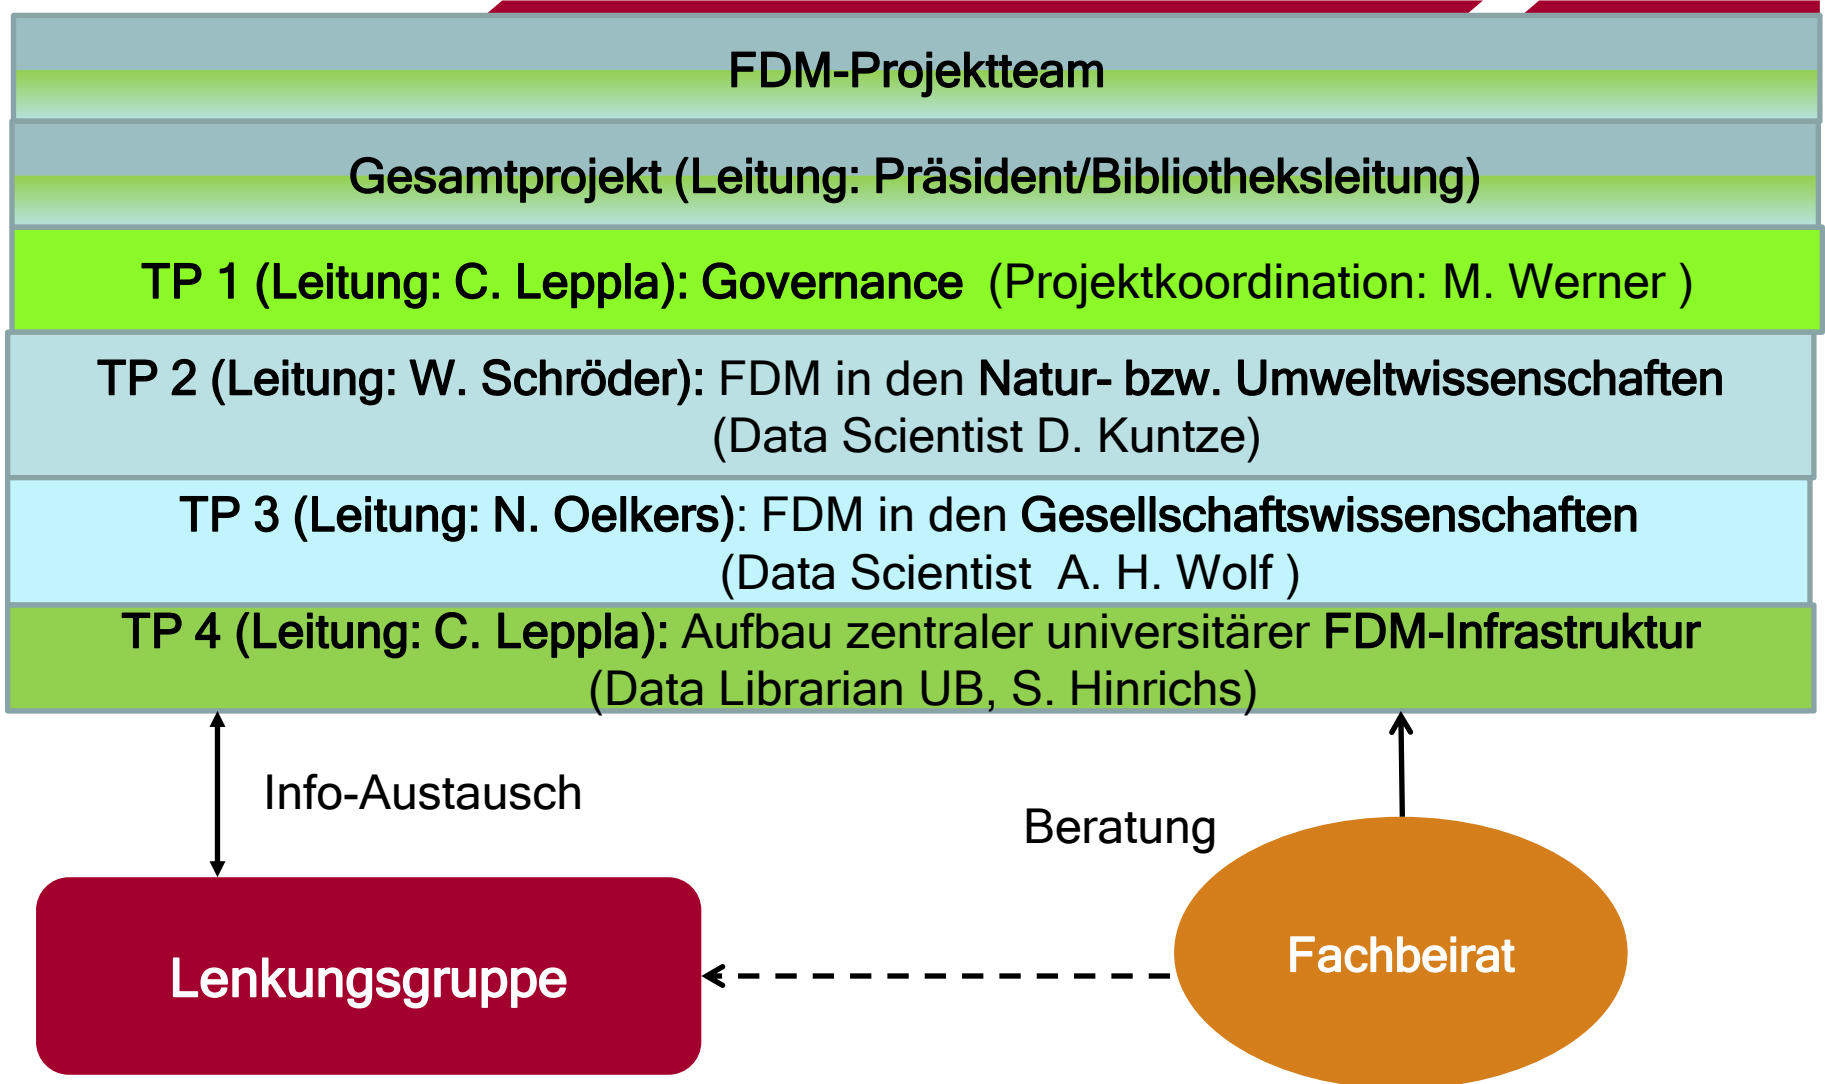 FDM-Projektteam
Gesamtprojekt (Leitung: Präsident/Bibliotheksleitung)
TP 1 (Leitung: C. Leppla): Governance (Projektkoordination: M. Werner )
TP 2 (Leitung: W. Schröder): FDM in den Natur- bzw. Umweltwissenschaften
(Data Scientist D. Kuntze)
TP 3 (Leitung: N. Oelkers): FDM in den Gesellschaftswissenschaften
(Data Scientist A. H. Wolf )
TP 4 (Leitung: C. Leppla): Aufbau zentraler universitärer FDM-Infrastruktur
(Data Librarian UB, S. Hinrichs)
Info-Austausch
Beratung
Lenkungsgruppe
Fachbeirat